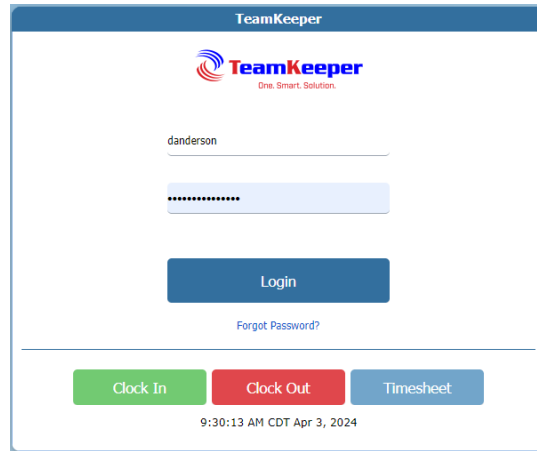 TeamKeeper
TeamKeeper
One. Smart. Solution.
danderson
•••••••••••••••
Login
Forgot Password?
Clock In Clock Out Timesheet
9:30:13 AM CDT Apr 3, 2024